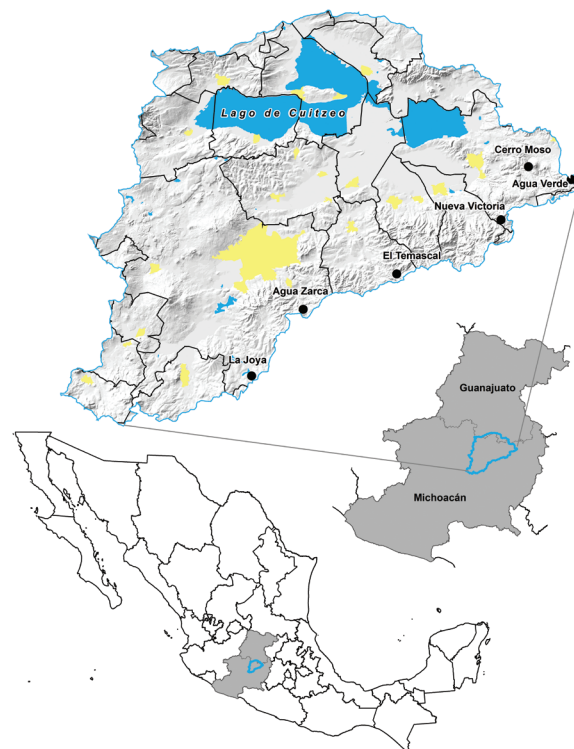 Lago de Cuitzeo
Cerro Moso
Agua Verde
Nueva Victoria
El Temascal
Agua Zarca
La Joya
Guanajuato
Michoacán